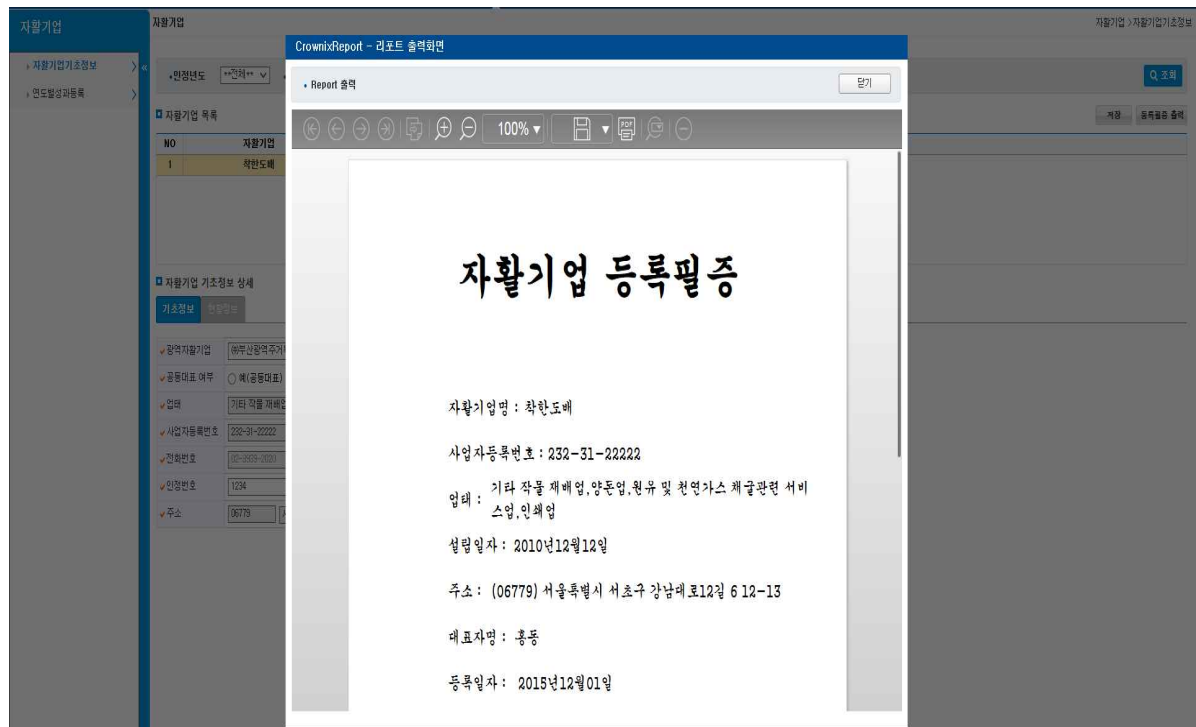 자활기업
자활기업기초정보
연도별성과등록
자활기업
자활기업 > 자활기업기초정보
인정년도 **전체**
조회
자활기업 목록
저장 등록필증 출력
NO 자활기업
1 착한도배
자활기업 기초정보 상세
기초정보 현황정보
광역자활기업
공동대표 여부 예(공동대표)
업태 기타 작물 재배업
사업자등록번호 232-31-22222
전화번호
인정번호 1234
주소 06779
CrownixReport - 리포트 출력화면
Report 출력
닫기
100%
PDF
자활기업 등록필증
자활기업명 : 착한도배
사업자등록번호 : 232-31-22222
업태 : 기타 작물 재배업,양돈업,원유 및 천연가스 채굴관련 서비
스업,인쇄업
설립일자 : 2010년12월12일
주소 : (06779) 서울특별시 서초구 강남대로12길 6 12-13
대표자명 : 홍동
등록일자 : 2015년12월01일